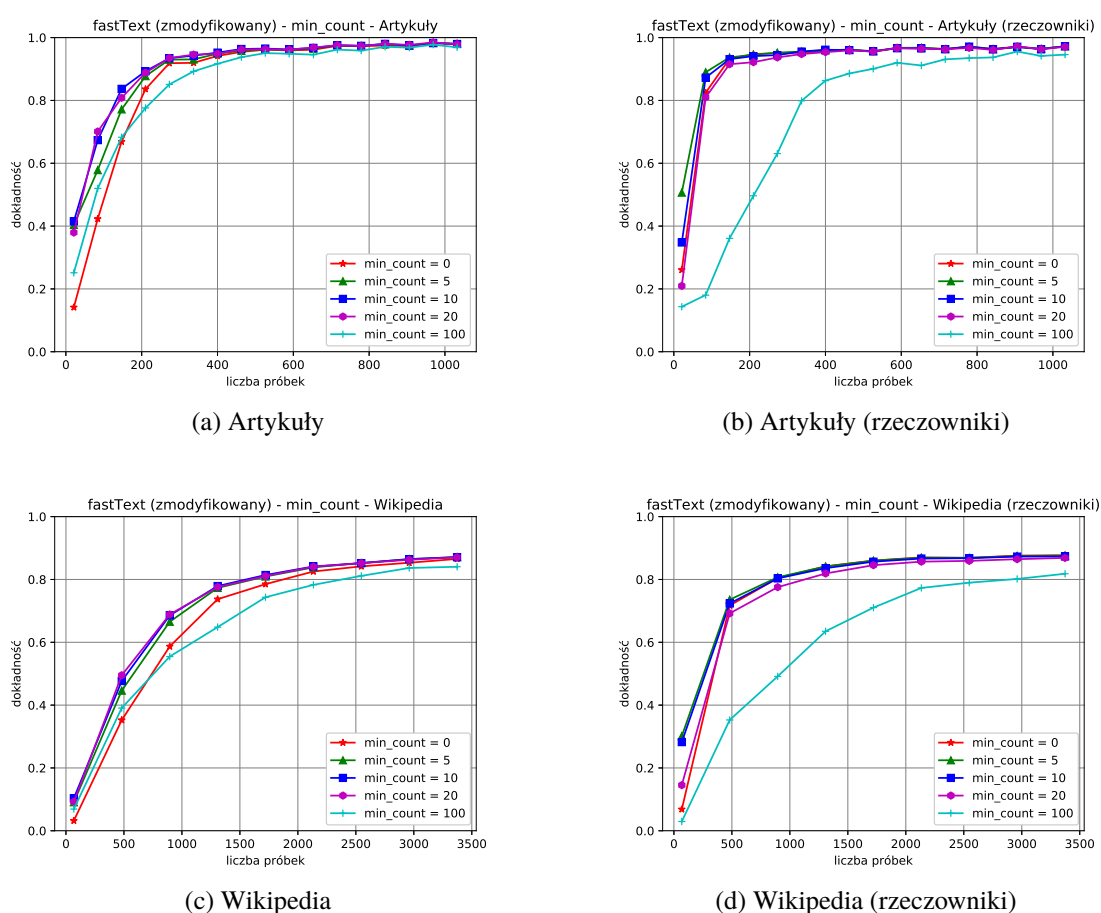 fastText (zmodyfikowany) - min_count - Artykuły
1.0
0.8
0.6
0.4
0.2
0.0
dokładność
0 200 400 600 800 1000
liczba próbek
min_count = 0
min_count = 5
min_count = 10
min_count = 20
min_count = 100
(a) Artykuły
fastText (zmodyfikowany) - min_count - Artykuły (rzeczowniki)
1.0
0.8
0.6
0.4
0.2
0.0
dokładność
0 200 400 600 800 1000
liczba próbek
min_count = 0
min_count = 5
min_count = 10
min_count = 20
min_count = 100
(b) Artykuły (rzeczowniki)
fastText (zmodyfikowany) - min_count - Wikipedia
1.0
0.8
0.6
0.4
0.2
0.0
dokładność
0 500 1000 1500 2000 2500 3000 3500
liczba próbek
min_count = 0
min_count = 5
min_count = 10
min_count = 20
min_count = 100
(c) Wikipedia
fastText (zmodyfikowany) - min_count - Wikipedia (rzeczowniki)
1.0
0.8
0.6
0.4
0.2
0.0
dokładność
0 500 1000 1500 2000 2500 3000 3500
liczba próbek
min_count = 0
min_count = 5
min_count = 10
min_count = 20
min_count = 100
(d) Wikipedia (rzeczowniki)